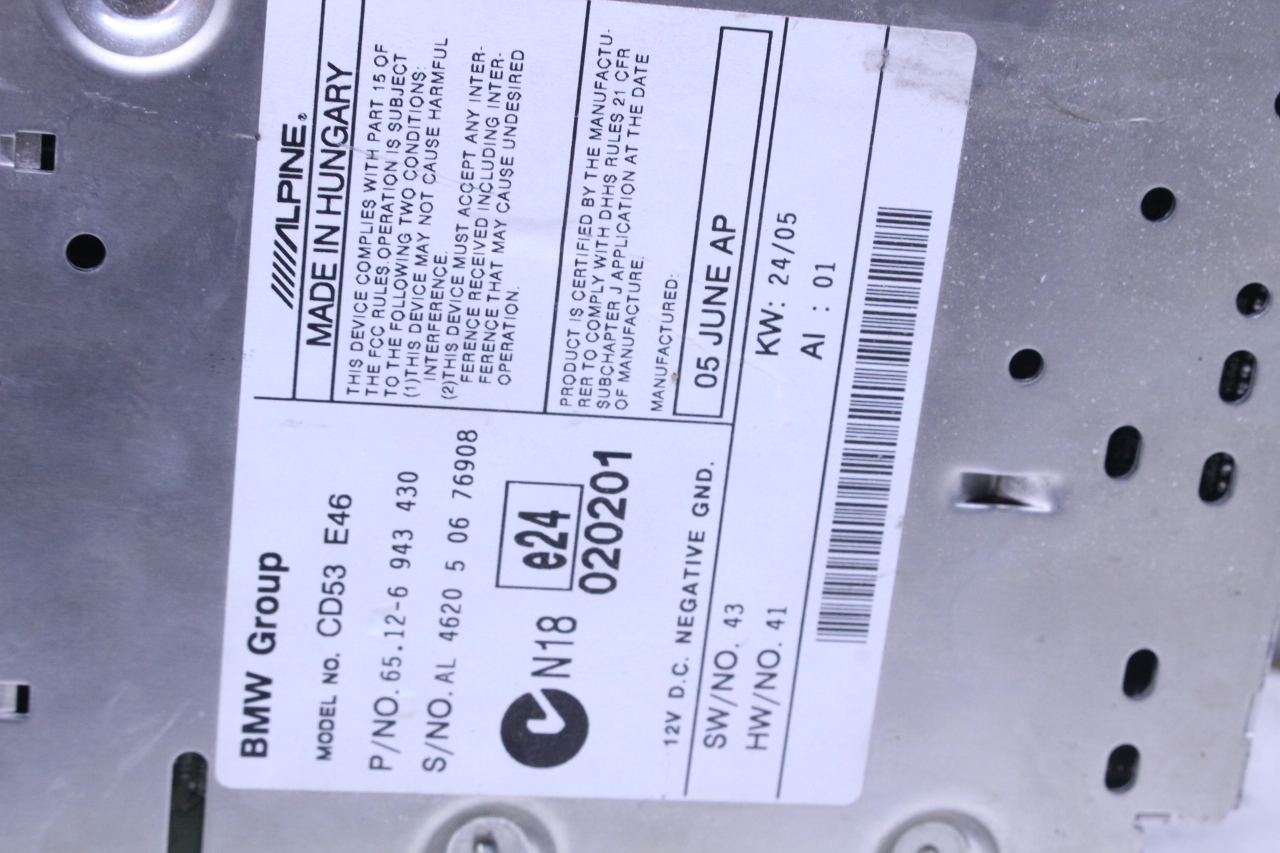 BMW Group
MODEL NO. CD53 E46
P/NO. 65.12-6 943 430
S/NO. AL 4620 5 06 76908
N18
e24
020201
12V D.C. NEGATIVE GND.
SW/NO. 43
HW/NO. 41
ALPINE®
MADE IN HUNGARY
THIS DEVICE COMPLIES WITH PART 15 OF
THE FCC RULES.OPERATION IS SUBJECT
TO THE FOLLOWING TWO CONDITIONS:
(1)THIS DEVICE MAY NOT CAUSE HARMFUL
INTERFERENCE.
(2)THIS DEVICE MUST ACCEPT ANY INTER-
FERENCE RECEIVED INCLUDING INTER-
FERENCE THAT MAY CAUSE UNDESIRED
OPERATION.
PRODUCT IS CERTIFIED BY THE MANUFACTU-
RER TO COMPLY WITH DHHS RULES 21 CFR
SUBCHAPTER J APPLICATION AT THE DATE
OF MANUFACTURE.
MANUFACTURED:
05 JUNE AP
KW: 24/05
AI : 01